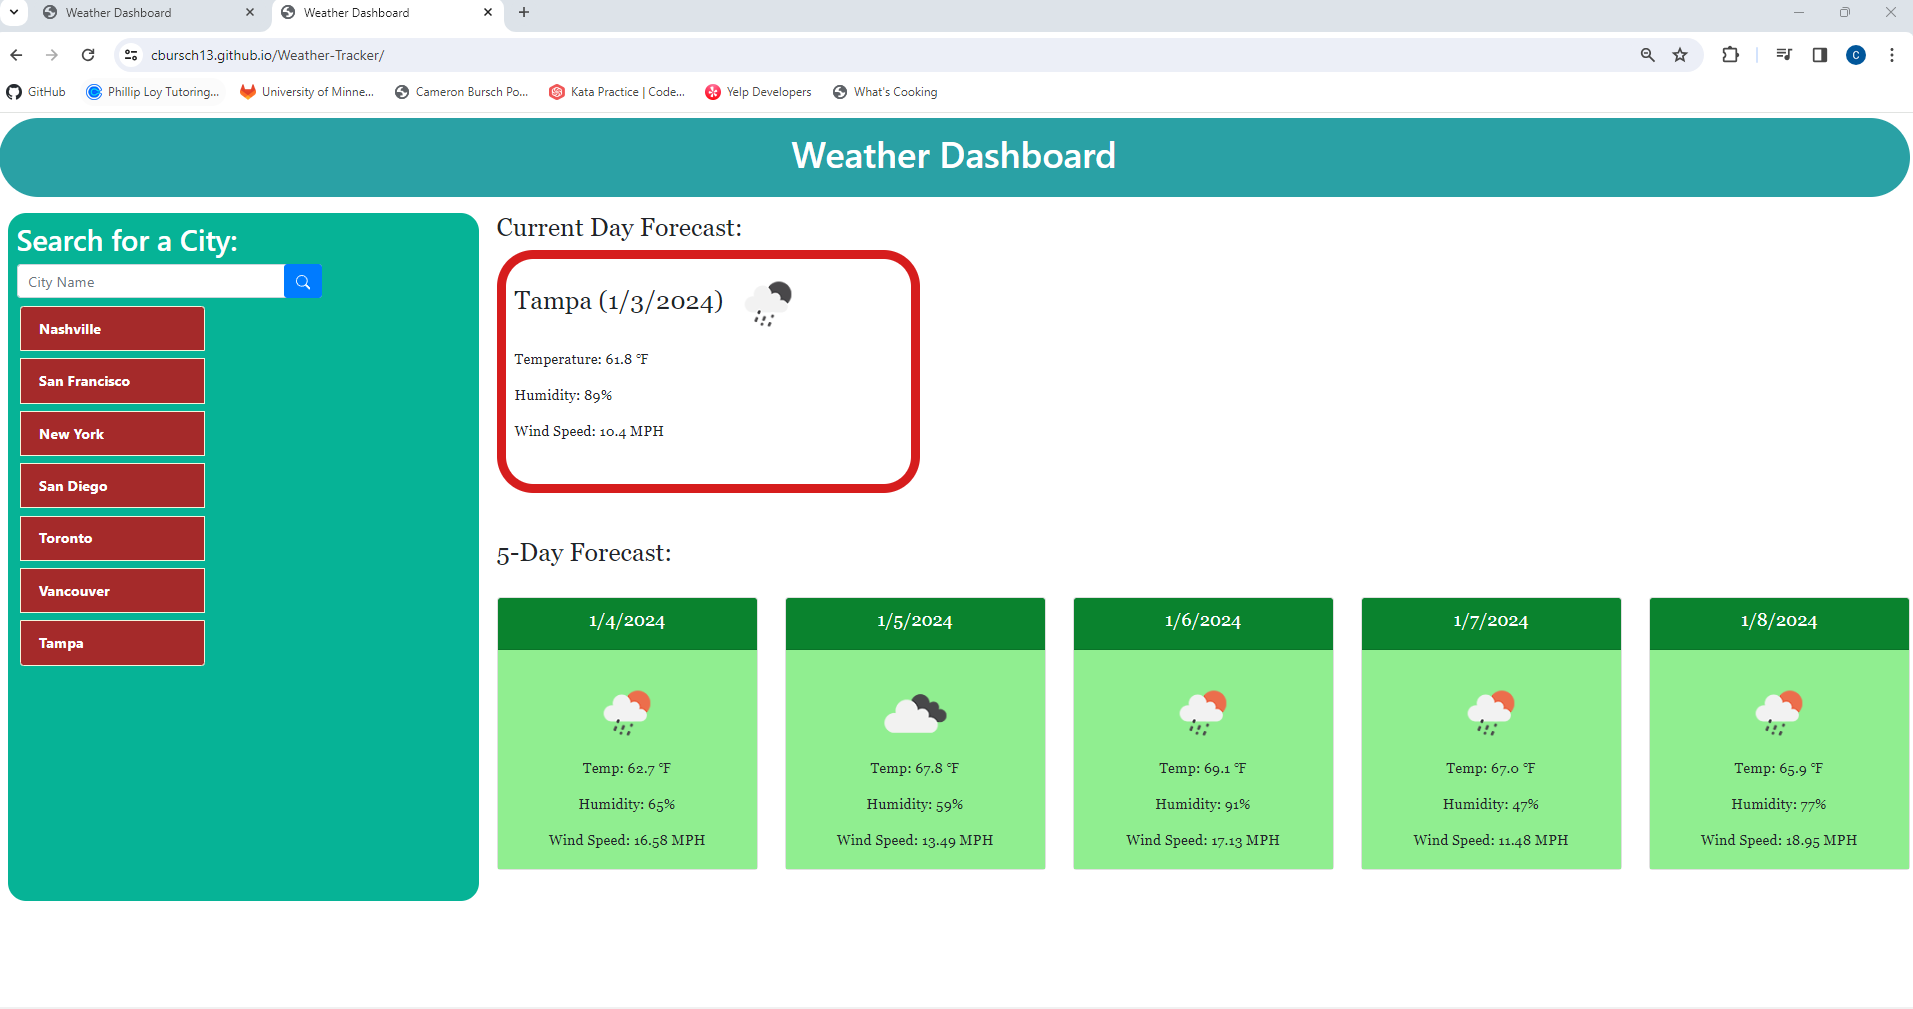 Weather Dashboard
Weather Dashboard
cbursch13.github.io/Weather-Tracker/
C
GitHub
Phillip Loy Tutoring...
University of Minne...
Cameron Bursch Po...
Kata Practice | Code...
Yelp Developers
What's Cooking
Weather Dashboard
Search for a City:
City Name
Nashville
San Francisco
New York
San Diego
Toronto
Vancouver
Tampa
Current Day Forecast:
Tampa (1/3/2024)
Temperature: 61.8 °F
Humidity: 89%
Wind Speed: 10.4 MPH
5-Day Forecast:
1/4/2024
Temp: 62.7 °F
Humidity: 65%
Wind Speed: 16.58 MPH
1/5/2024
Temp: 67.8 °F
Humidity: 59%
Wind Speed: 13.49 MPH
1/6/2024
Temp: 69.1 °F
Humidity: 91%
Wind Speed: 17.13 MPH
1/7/2024
Temp: 67.0 °F
Humidity: 47%
Wind Speed: 11.48 MPH
1/8/2024
Temp: 65.9 °F
Humidity: 77%
Wind Speed: 18.95 MPH